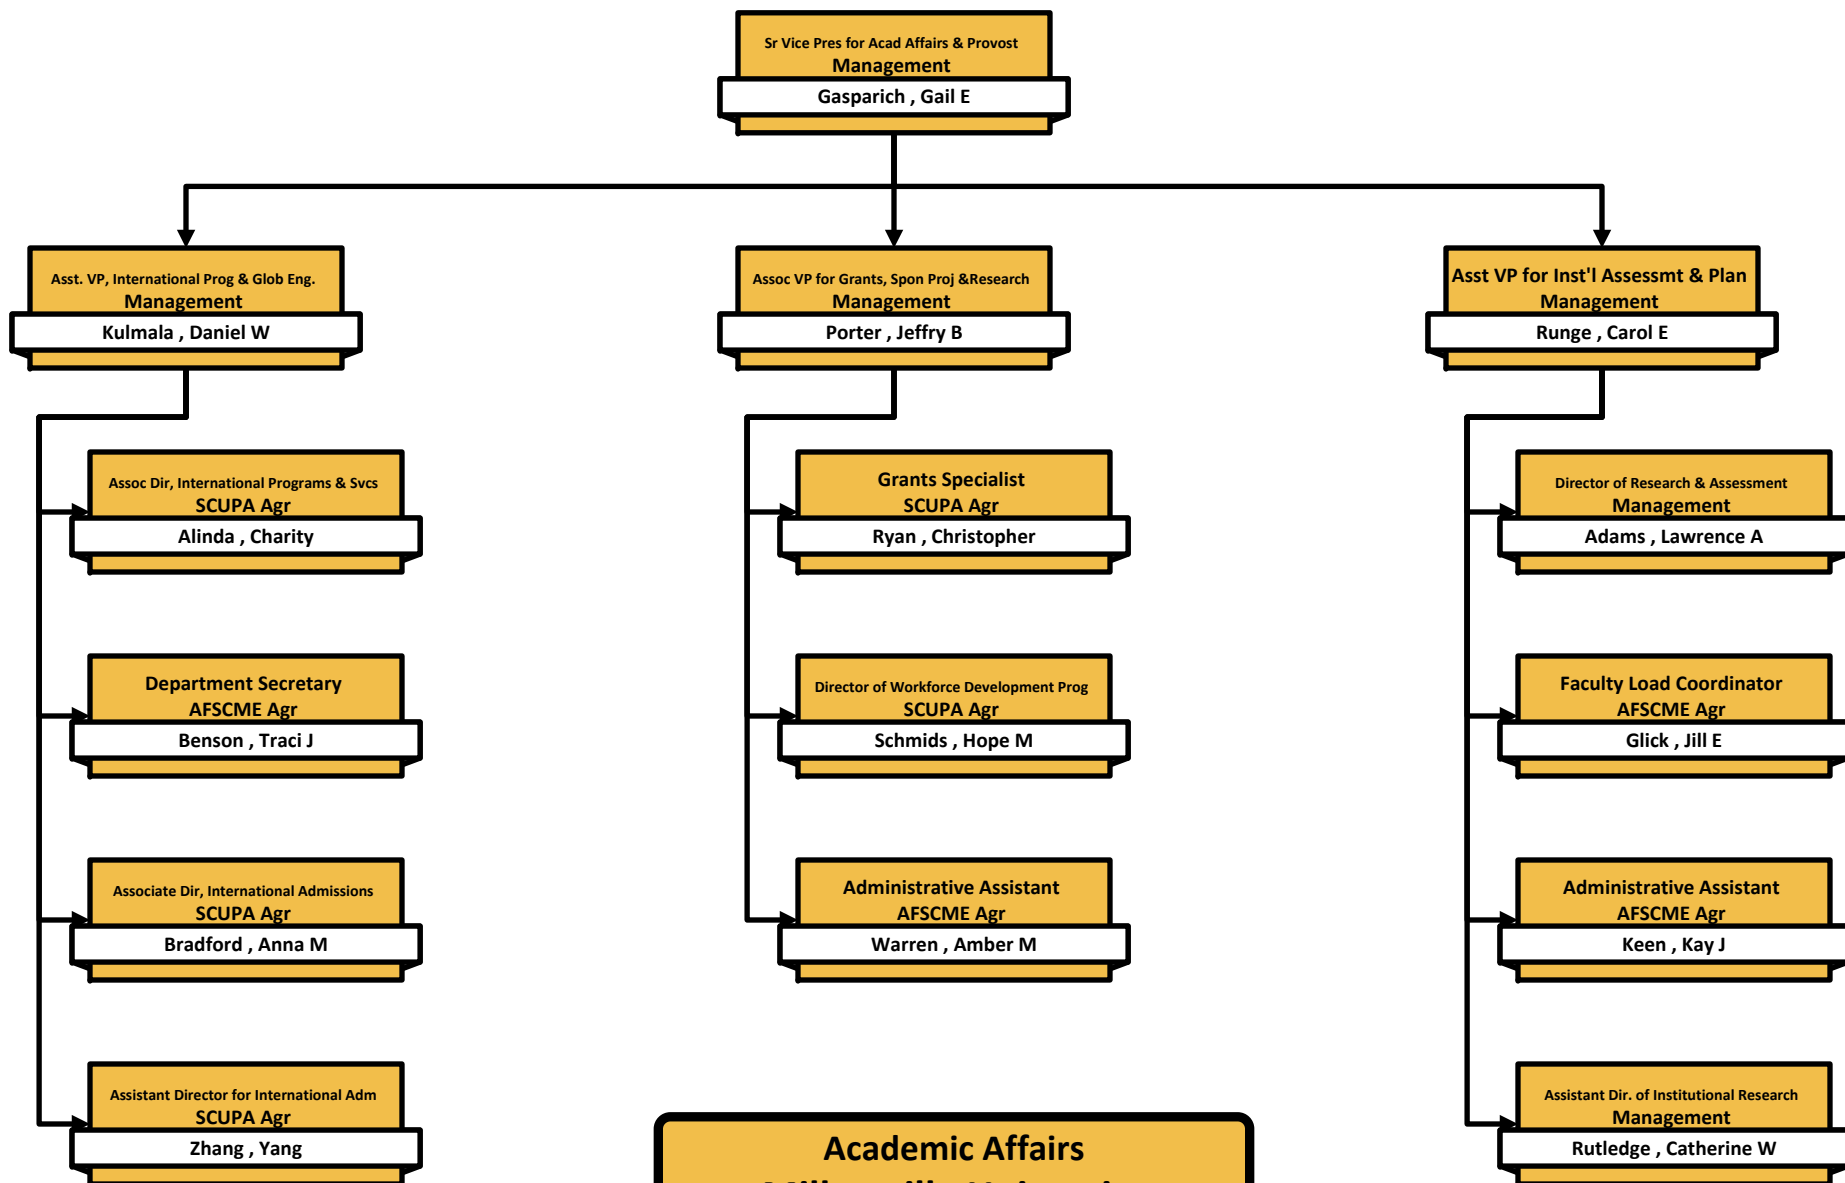 Sr Vice Pres for Acad Affairs & Provost
Management
Gasparich , Gail E
Asst. VP, International Prog & Glob Eng.
Management
Kulmala , Daniel W
Assoc VP for Grants, Spon Proj &Research
Management
Porter , Jeffry B
Asst VP for Inst'l Assessmt & Plan
Management
Runge , Carol E
Assoc Dir, International Programs & Svcs
SCUPA Agr
Alinda , Charity
Department Secretary
AFSCME Agr
Benson , Traci J
Associate Dir, International Admissions
SCUPA Agr
Bradford , Anna M
Assistant Director for International Adm
SCUPA Agr
Zhang , Yang
Grants Specialist
SCUPA Agr
Ryan , Christopher
Director of Workforce Development Prog
SCUPA Agr
Schmids , Hope M
Administrative Assistant
AFSCME Agr
Warren , Amber M
Director of Research & Assessment
Management
Adams , Lawrence A
Faculty Load Coordinator
AFSCME Agr
Glick , Jill E
Administrative Assistant
AFSCME Agr
Keen , Kay J
Assistant Dir. of Institutional Research
Management
Rutledge , Catherine W
Academic Affairs